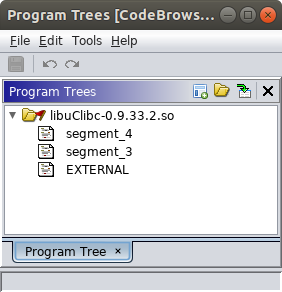 Program Trees [CodeBrows...
File Edit Tools Help
Program Trees
libuClibc-0.9.33.2.so
segment_4
segment_3
EXTERNAL
Program Tree ×